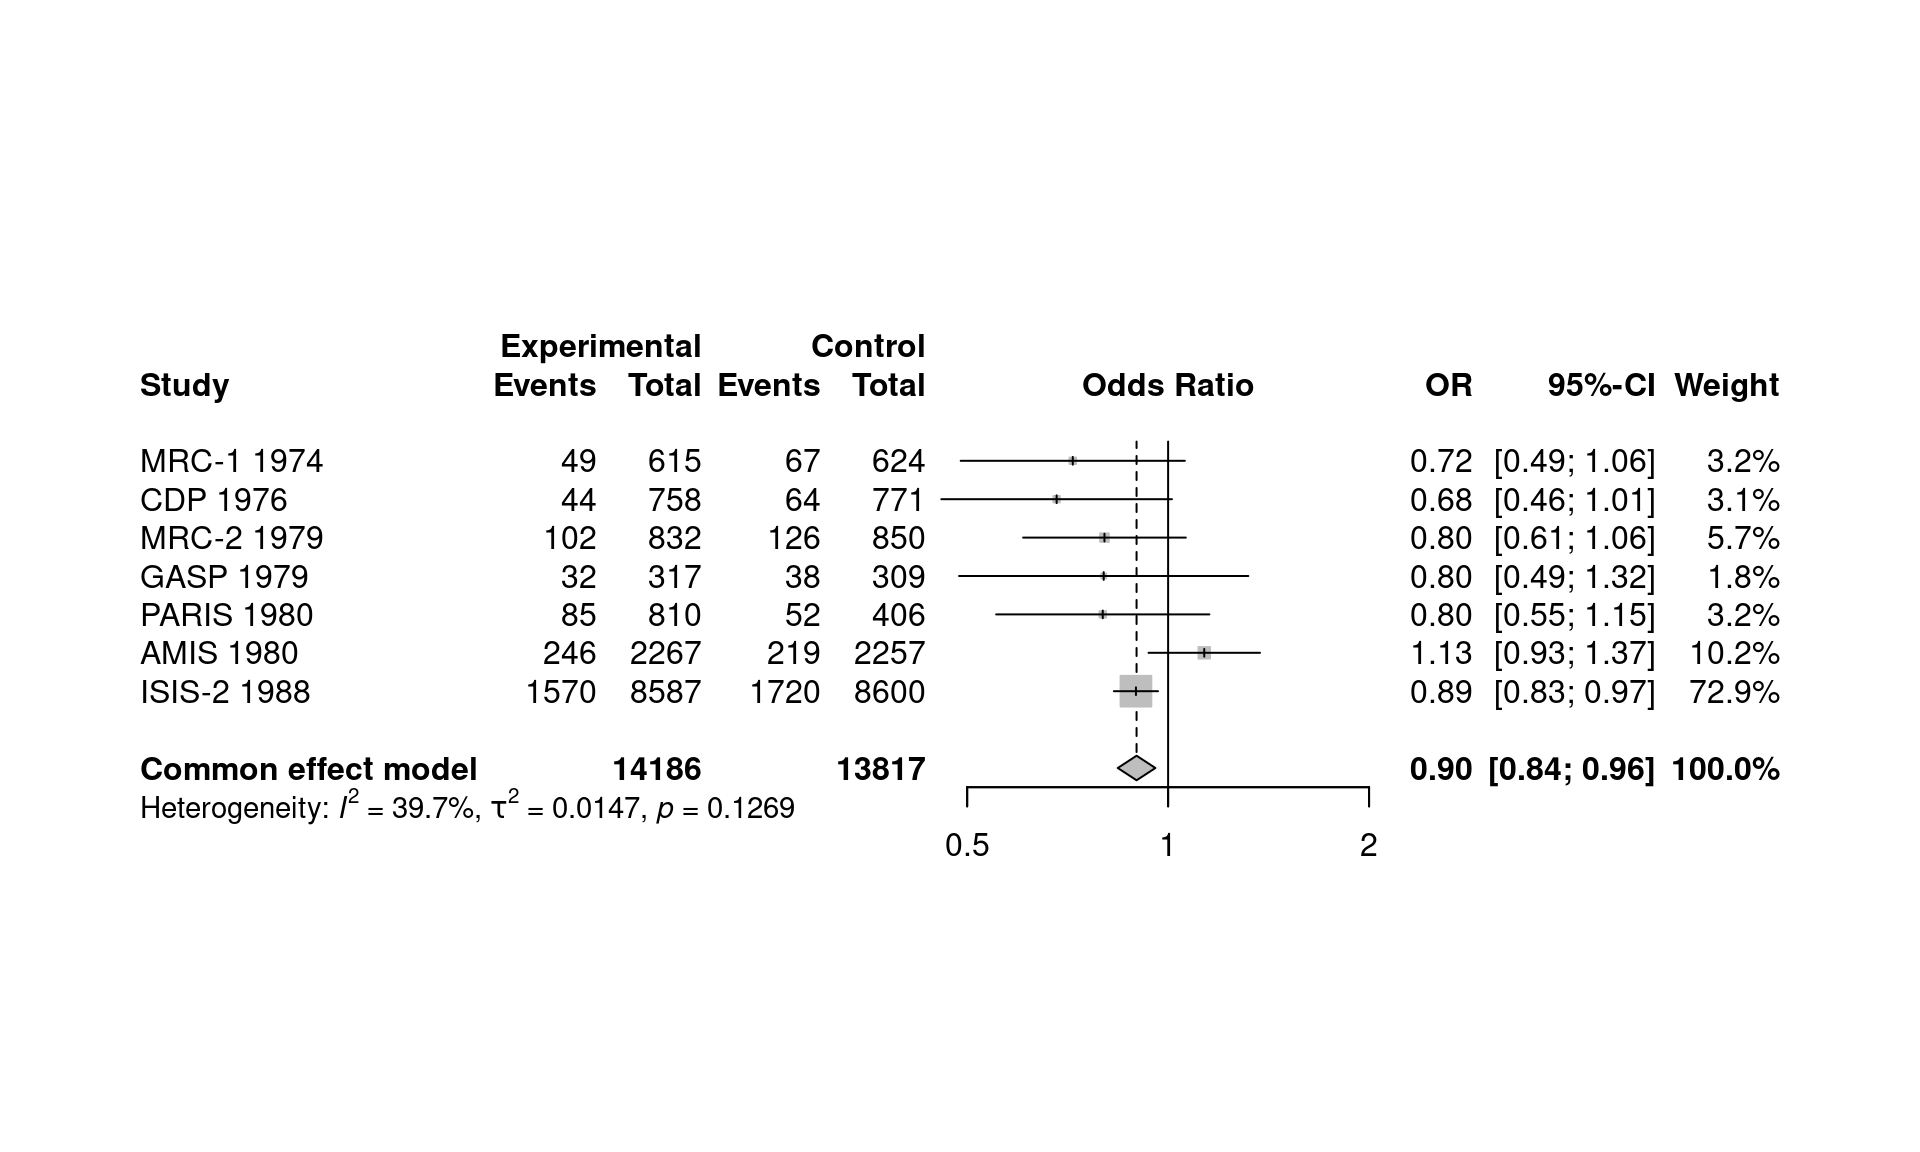 Experimental Control
Study Events Total Events Total Odds Ratio OR 95%-CI Weight
MRC-1 1974 49 615 67 624 0.72 [0.49; 1.06] 3.2%
CDP 1976 44 758 64 771 0.68 [0.46; 1.01] 3.1%
MRC-2 1979 102 832 126 850 0.80 [0.61; 1.06] 5.7%
GASP 1979 32 317 38 309 0.80 [0.49; 1.32] 1.8%
PARIS 1980 85 810 52 406 0.80 [0.55; 1.15] 3.2%
AMIS 1980 246 2267 219 2257 1.13 [0.93; 1.37] 10.2%
ISIS-2 1988 1570 8587 1720 8600 0.89 [0.83; 0.97] 72.9%
Common effect model 14186 13817 0.90 [0.84; 0.96] 100.0%
Heterogeneity: I² = 39.7%, τ² = 0.0147, p = 0.1269
0.5 1 2